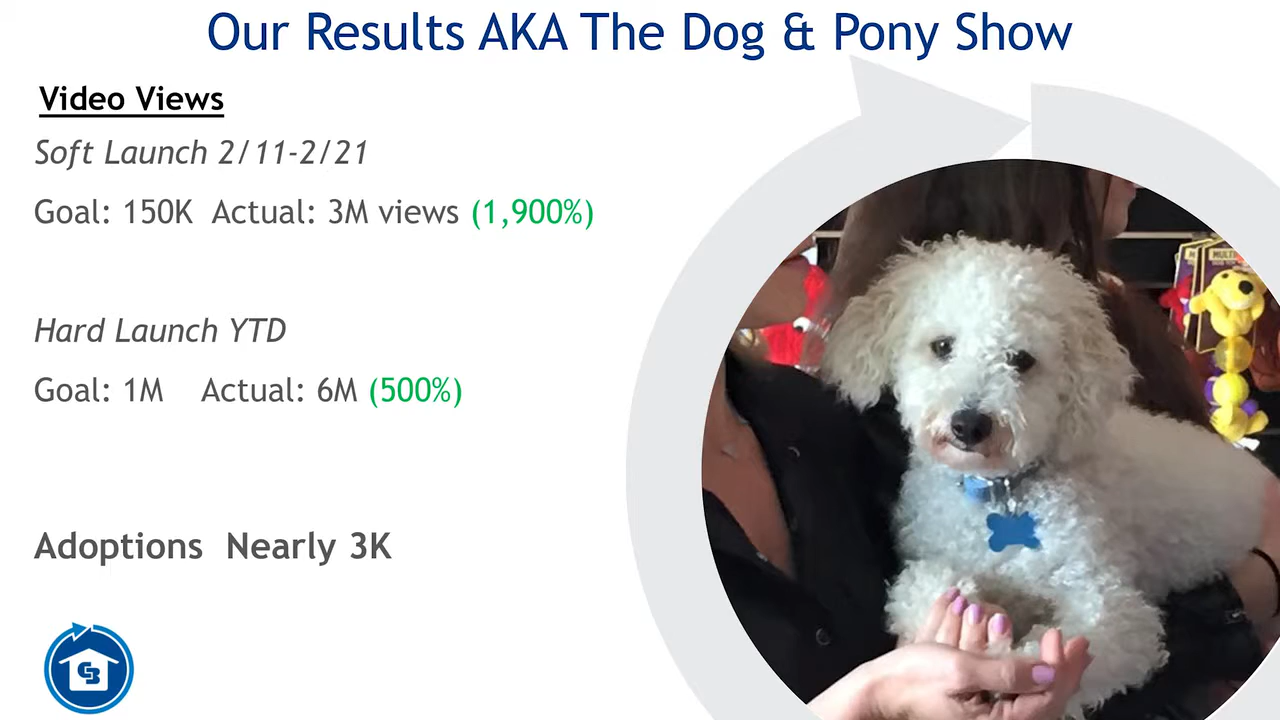 Our Results AKA The Dog & Pony Show
Video Views
Soft Launch 2/11-2/21
Goal: 150K Actual: 3M views (1,900%)
Hard Launch YTD
Goal: 1M Actual: 6M (500%)
Adoptions Nearly 3K
CB